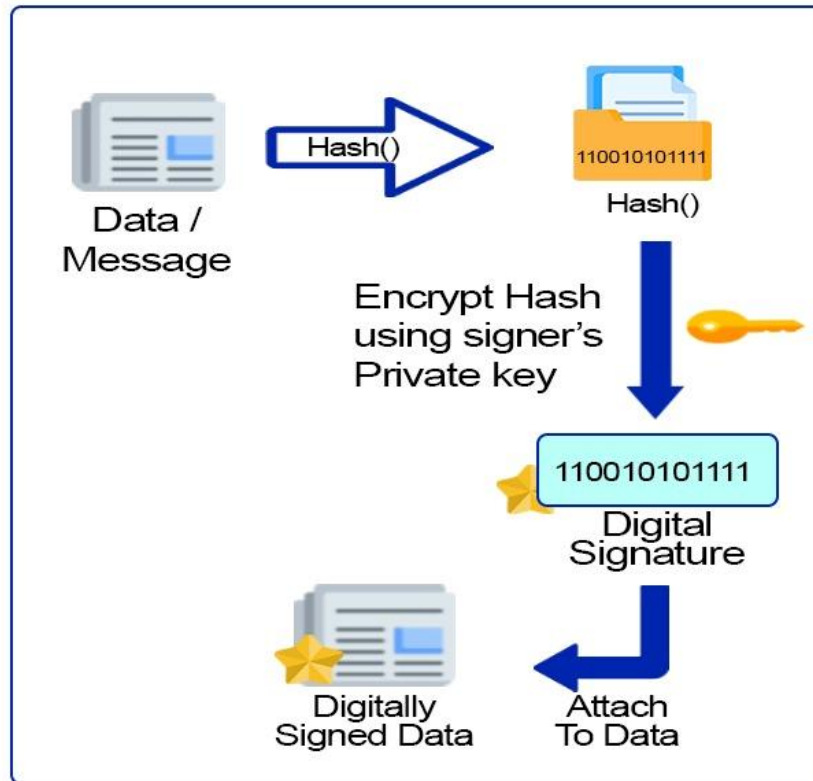 Hash()
110010101111
Hash()
Data /
Message
Encrypt Hash
using signer's
Private key
110010101111
Digital
Signature
Digitally
Signed Data
Attach
To Data